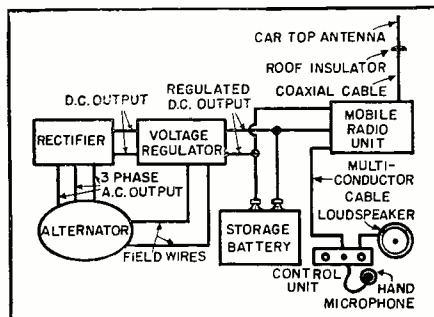 CAR TOP ANTENNA
ROOF INSULATOR
COAXIAL CABLE
REGULATED
D.C. OUTPUT
D.C. OUTPUT
RECTIFIER
VOLTAGE
REGULATOR
MOBILE
RADIO
UNIT
3 PHASE
A.C. OUTPUT
MULTI-
CONDUCTOR
CABLE
LOUDSPEAKER
ALTERNATOR
STORAGE
BATTERY
FIELD WIRES
CONTROL
UNIT
HAND
MICROPHONE